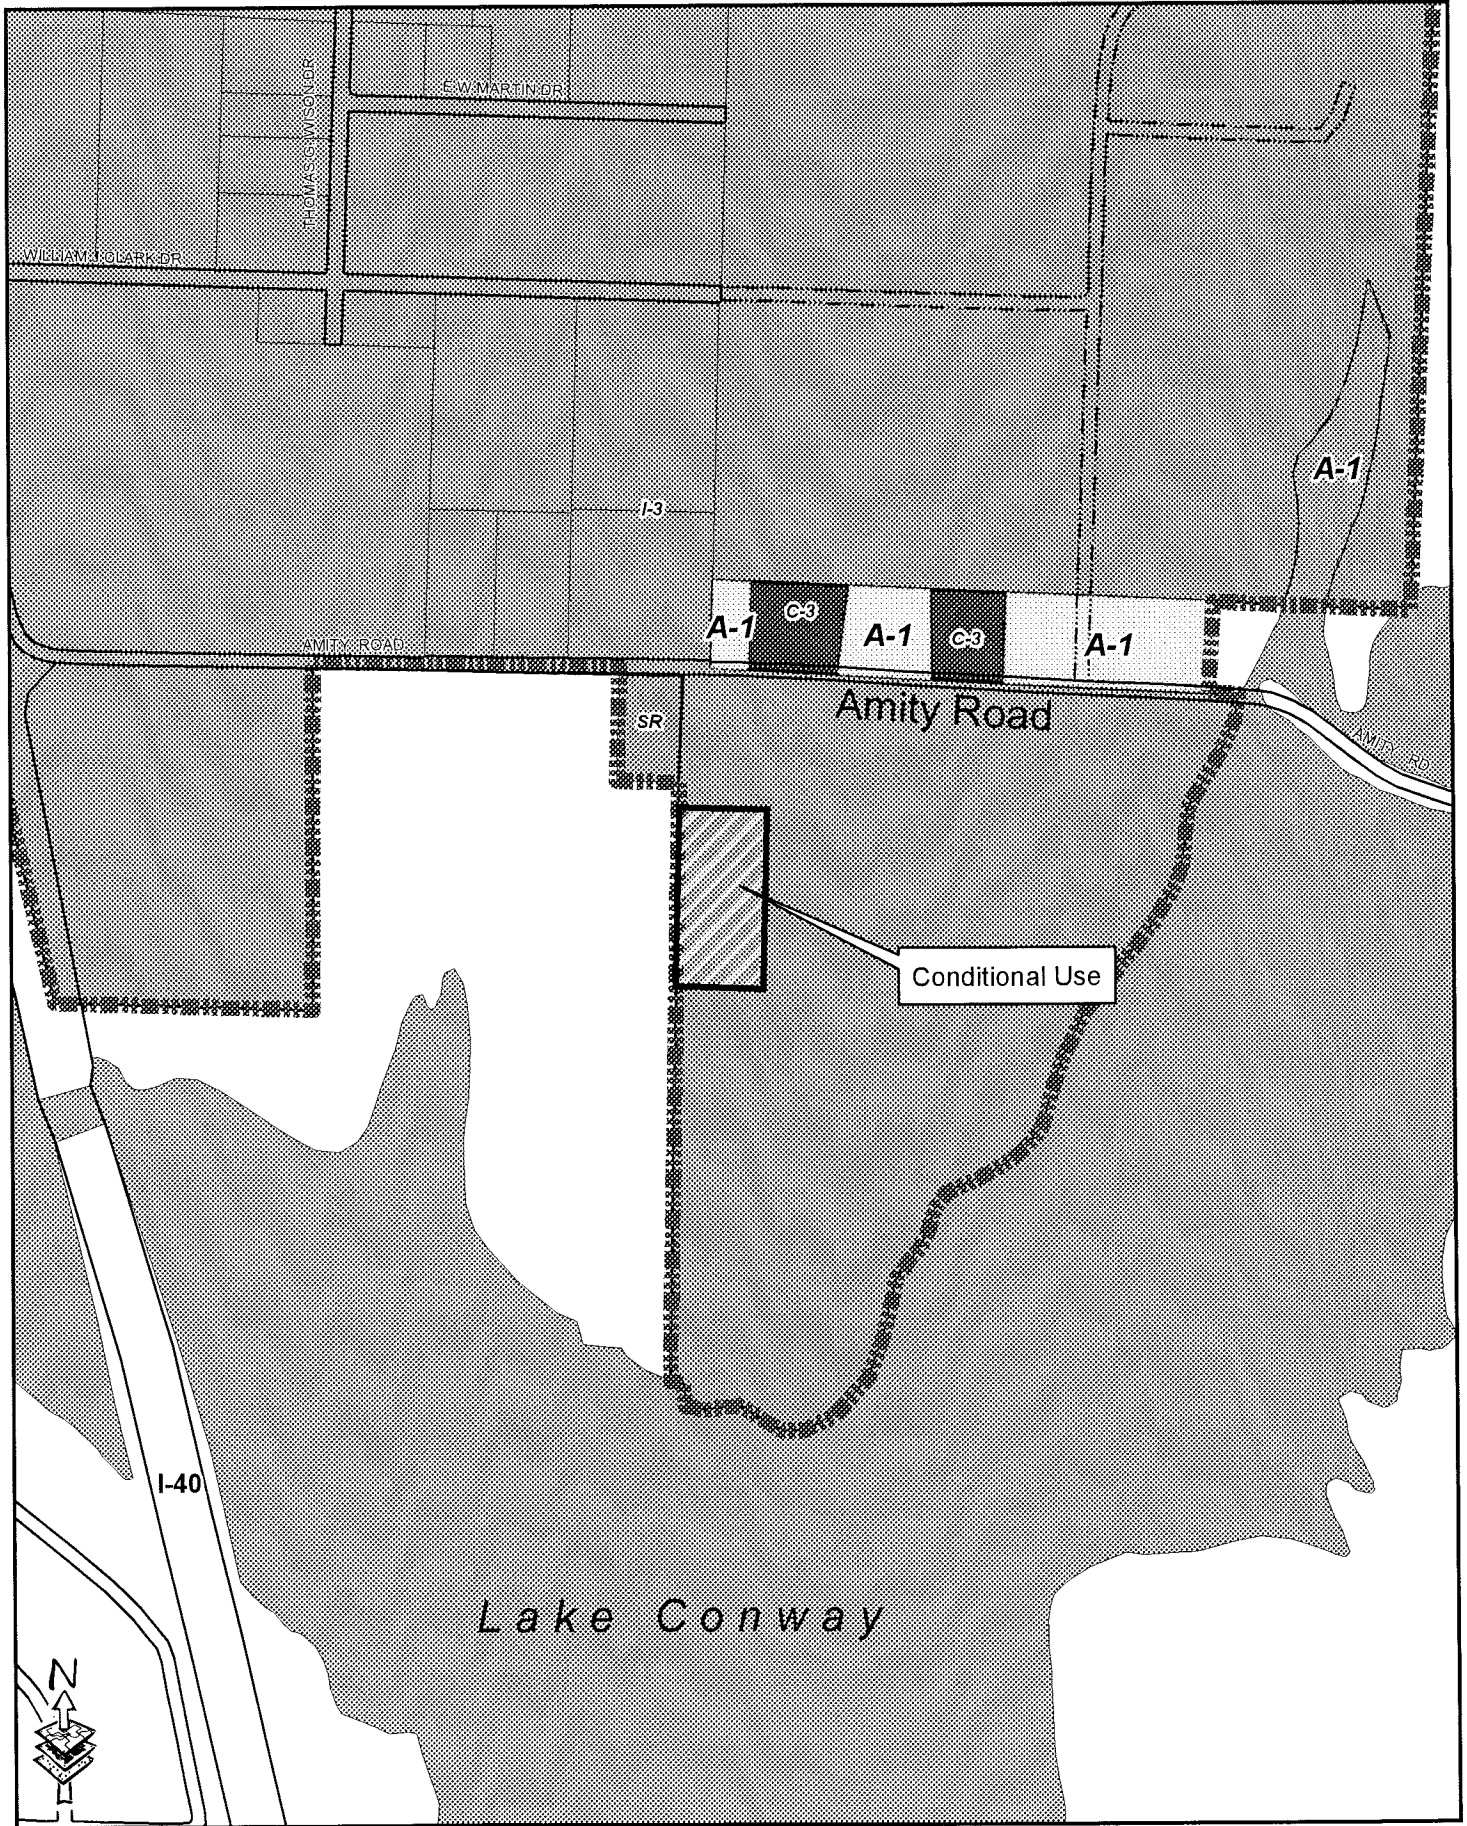 E W MARTIN DR
THOMAS G WILSON DR
WILLIAM J CLARK DR
A-1
I-3
C-3
A-1
A-1
C-3
A-1
AMITY ROAD
Amity Road
SR
AMITY RD
Conditional Use
I-40
Lake Conway
N